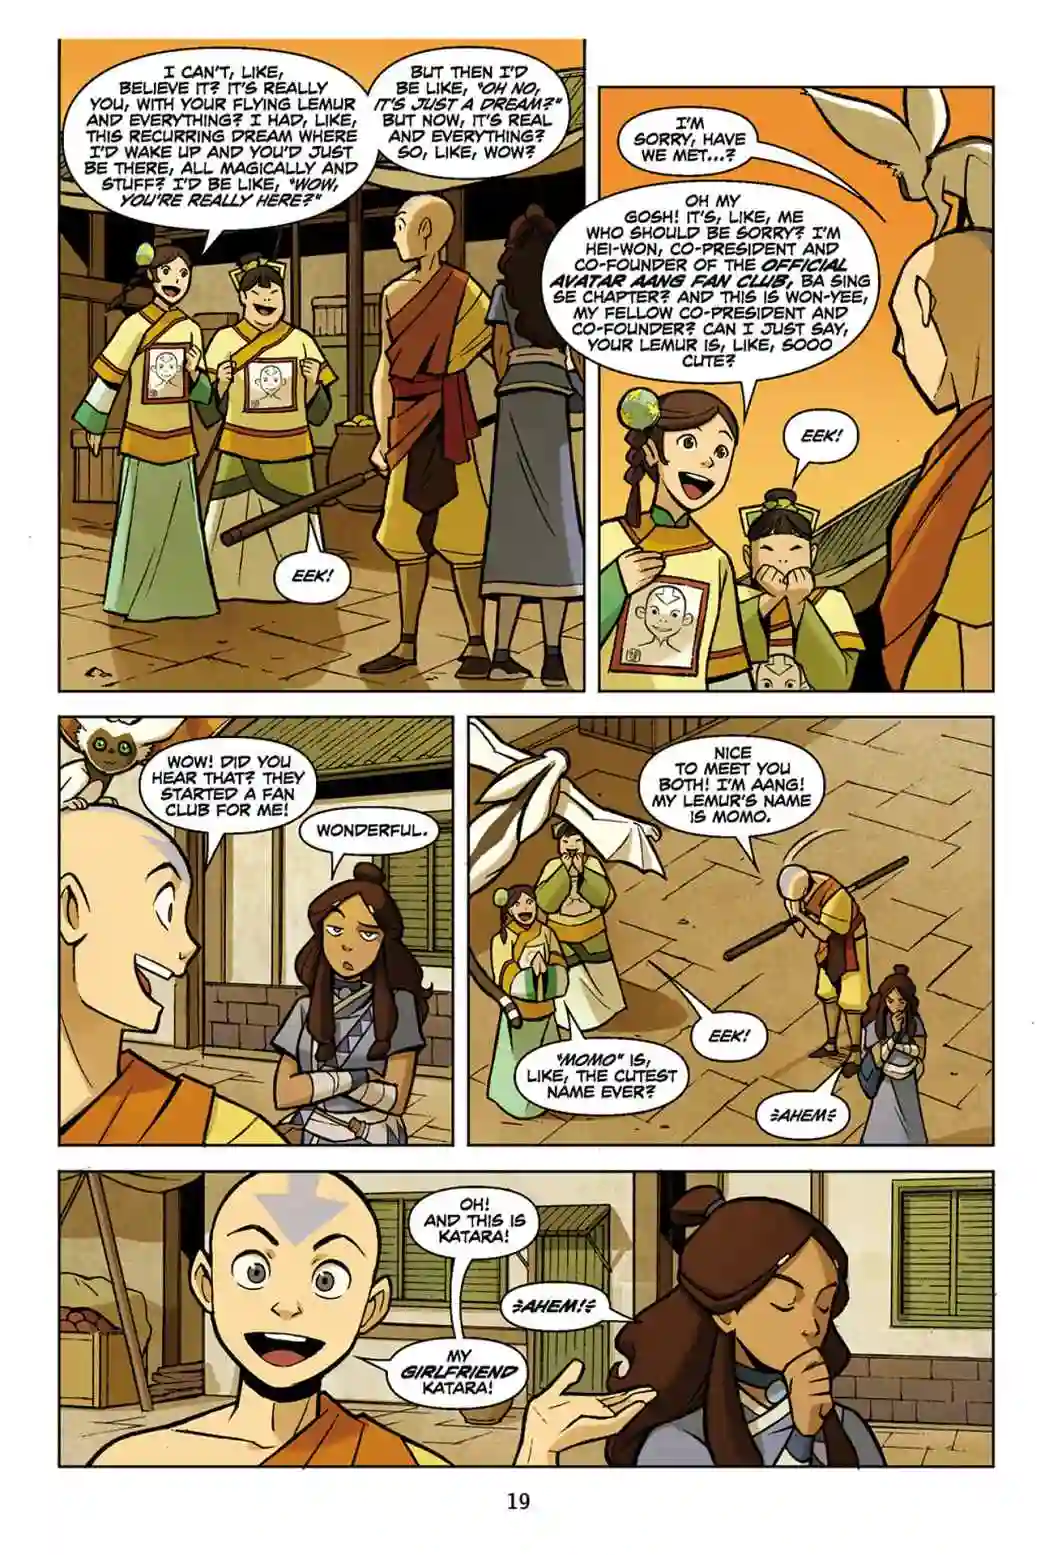 I CAN'T, LIKE,
BELIEVE IT? IT'S REALLY
YOU, WITH YOUR FLYING LEMUR
AND EVERYTHING? I HAD, LIKE,
THIS RECURRING DREAM WHERE
I'D WAKE UP AND YOU'D JUST
BE THERE, ALL MAGICALLY AND
STUFF? I'D BE LIKE, "WOW,
YOU'RE REALLY HERE?"
BUT THEN I'D
BE LIKE, "OH NO,
IT'S JUST A DREAM?"
BUT NOW, IT'S REAL
AND EVERYTHING?
SO, LIKE, WOW?
EEK!
I'M
SORRY, HAVE
WE MET...?
OH MY
GOSH! IT'S, LIKE, ME
WHO SHOULD BE SORRY? I'M
HEI-WON, CO-PRESIDENT AND
CO-FOUNDER OF THE OFFICIAL
AVATAR AANG FAN CLUB, BA SING
SE CHAPTER? AND THIS IS WON-YEE,
MY FELLOW CO-PRESIDENT AND
CO-FOUNDER? CAN I JUST SAY,
YOUR LEMUR IS, LIKE, SOOO
CUTE?
EEK!
WOW! DID YOU
HEAR THAT? THEY
STARTED A FAN
CLUB FOR ME!
WONDERFUL.
NICE
TO MEET YOU
BOTH! I'M AANG!
MY LEMUR'S NAME
IS MOMO.
EEK!
"MOMO" IS,
LIKE, THE CUTEST
NAME EVER?
AHEM
OH!
AND THIS IS
KATARA!
AHEM!
MY
GIRLFRIEND
KATARA!
19